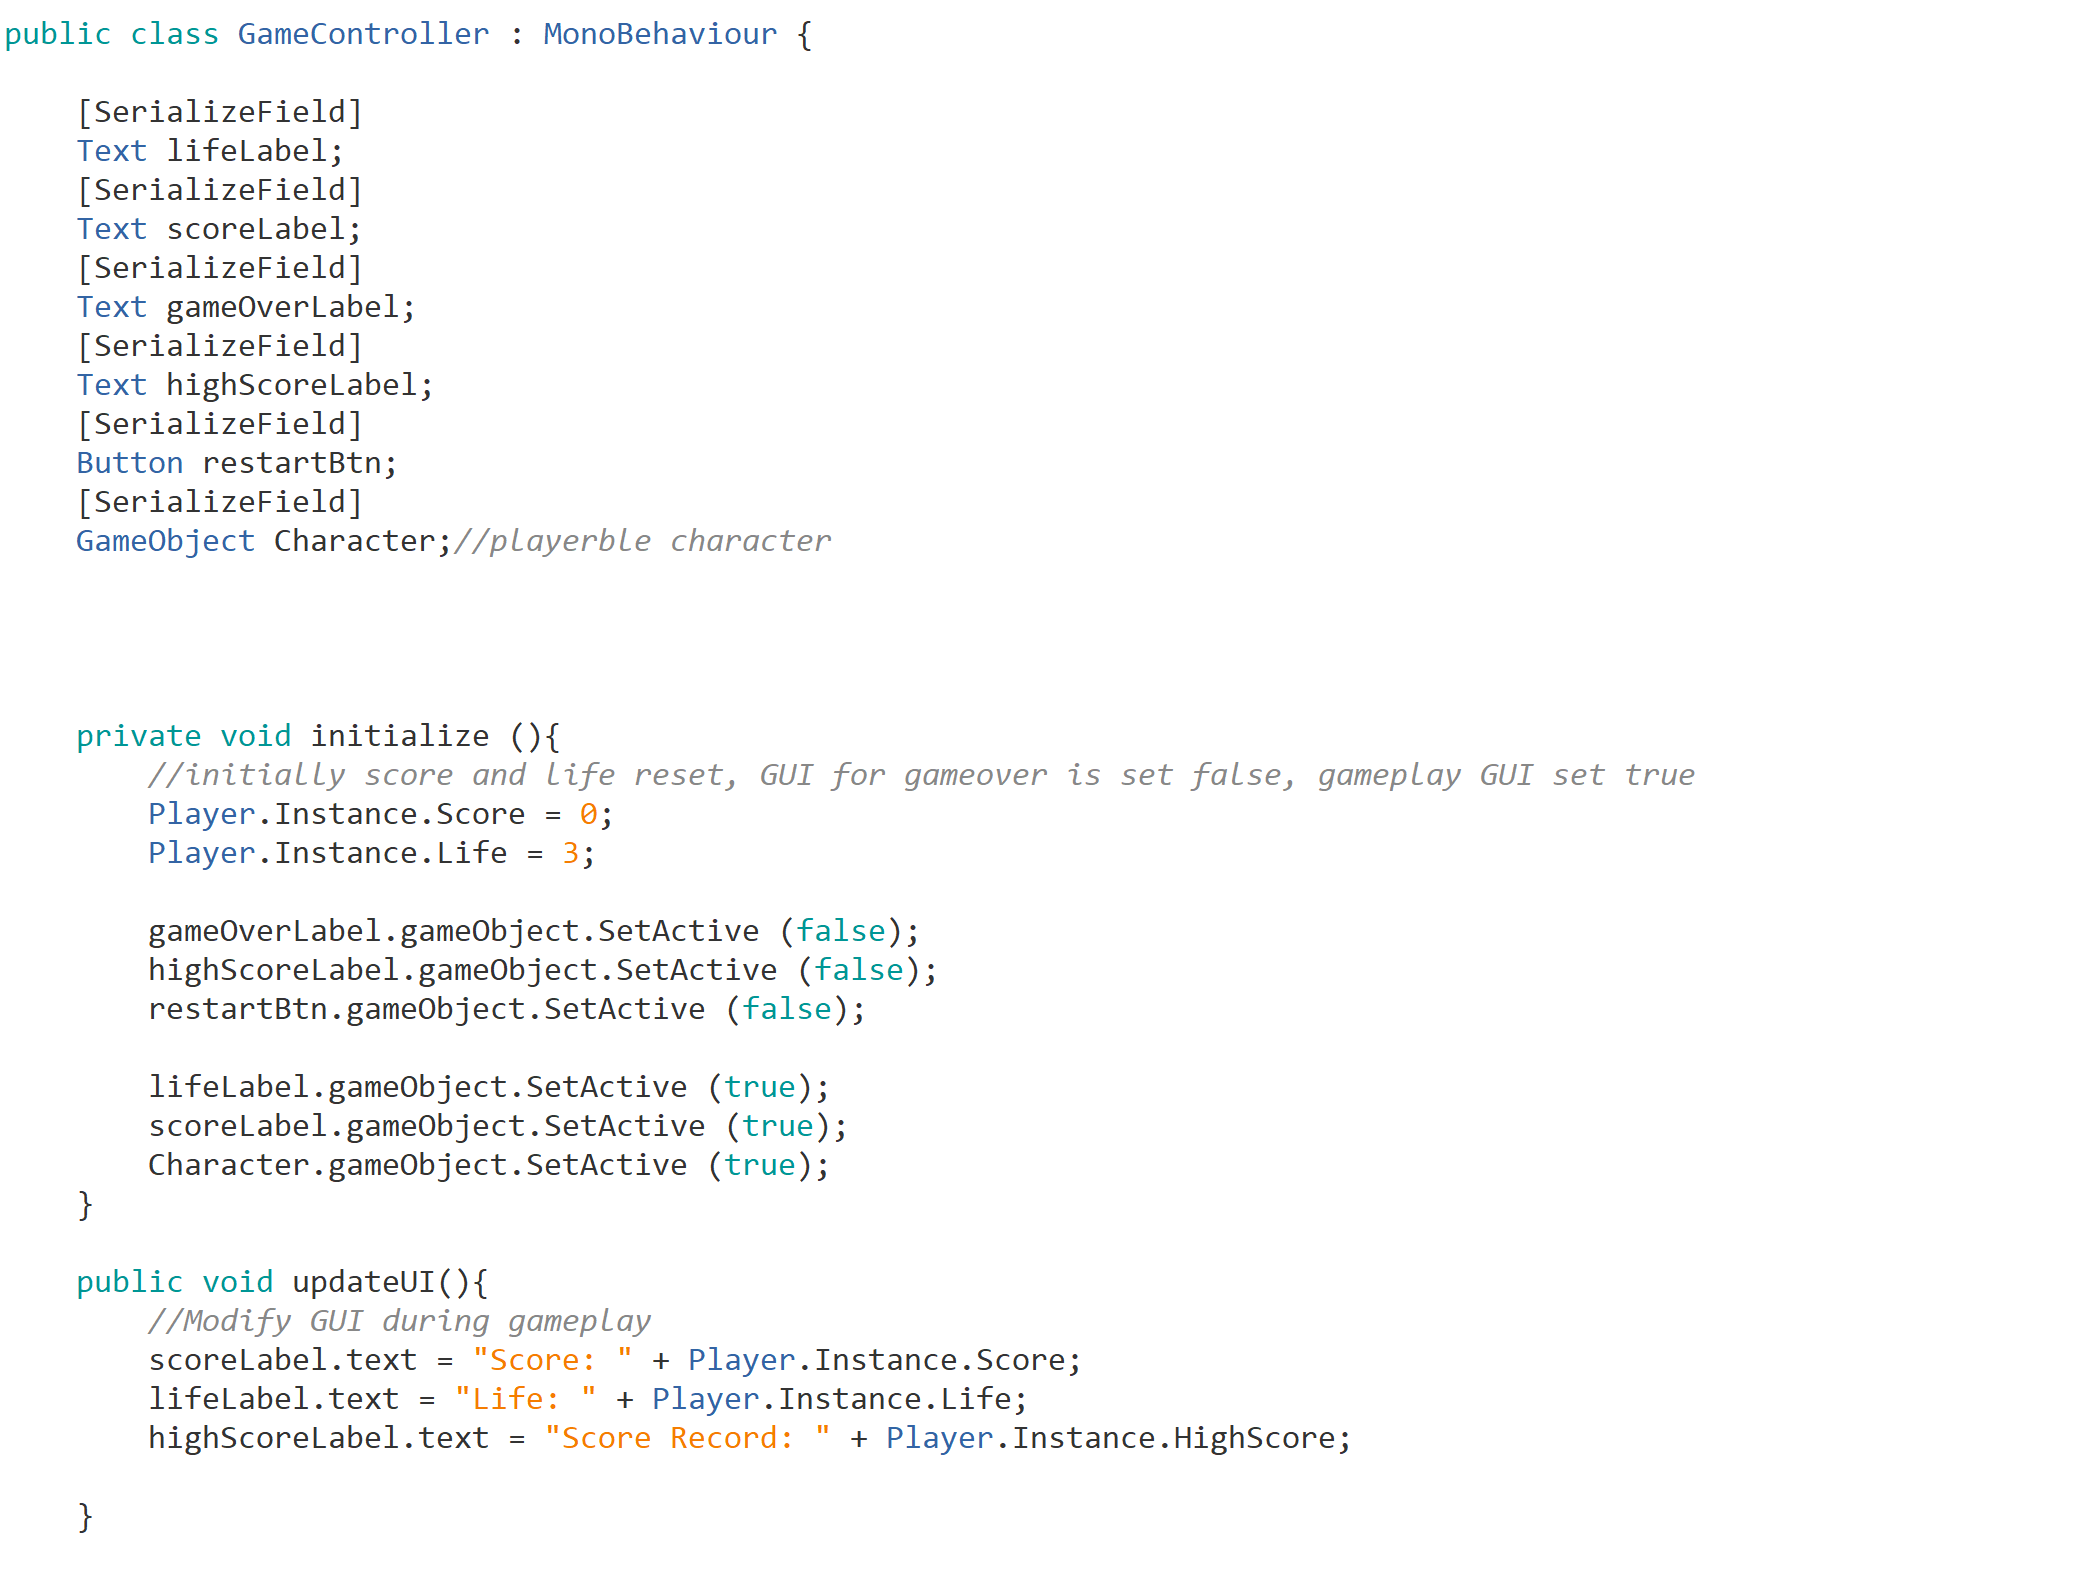 public class GameController : MonoBehaviour {
[SerializeField]
Text lifeLabel;
[SerializeField]
Text scoreLabel;
[SerializeField]
Text gameOverLabel;
[SerializeField]
Text highScoreLabel;
[SerializeField]
Button restartBtn;
[SerializeField]
GameObject Character;//playerble character
private void initialize (){
//initially score and life reset, GUI for gameover is set false, gameplay GUI set true
Player.Instance.Score = 0;
Player.Instance.Life = 3;
gameOverLabel.gameObject.SetActive (false);
highScoreLabel.gameObject.SetActive (false);
restartBtn.gameObject.SetActive (false);
lifeLabel.gameObject.SetActive (true);
scoreLabel.gameObject.SetActive (true);
Character.gameObject.SetActive (true);
}
public void updateUI(){
//Modify GUI during gameplay
scoreLabel.text = "Score: " + Player.Instance.Score;
lifeLabel.text = "Life: " + Player.Instance.Life;
highScoreLabel.text = "Score Record: " + Player.Instance.HighScore;
}